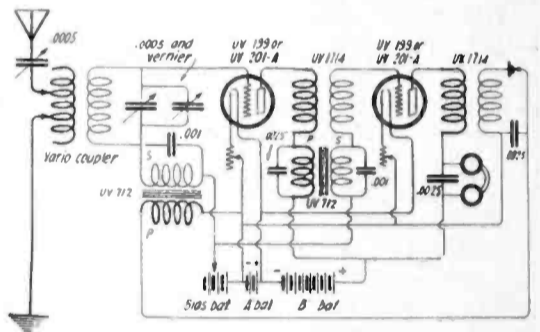 .0005
.0005 and
vernier
UV 199 or
UV 201-A
UV 1714
UV 199 or
UV 201-A
UV 1714
.001
.0025
Vario coupler
S
P
S
.001
.0025
.0025
UV 712
UV 712
P
- +
- +
Bias bat
A bat
B bat